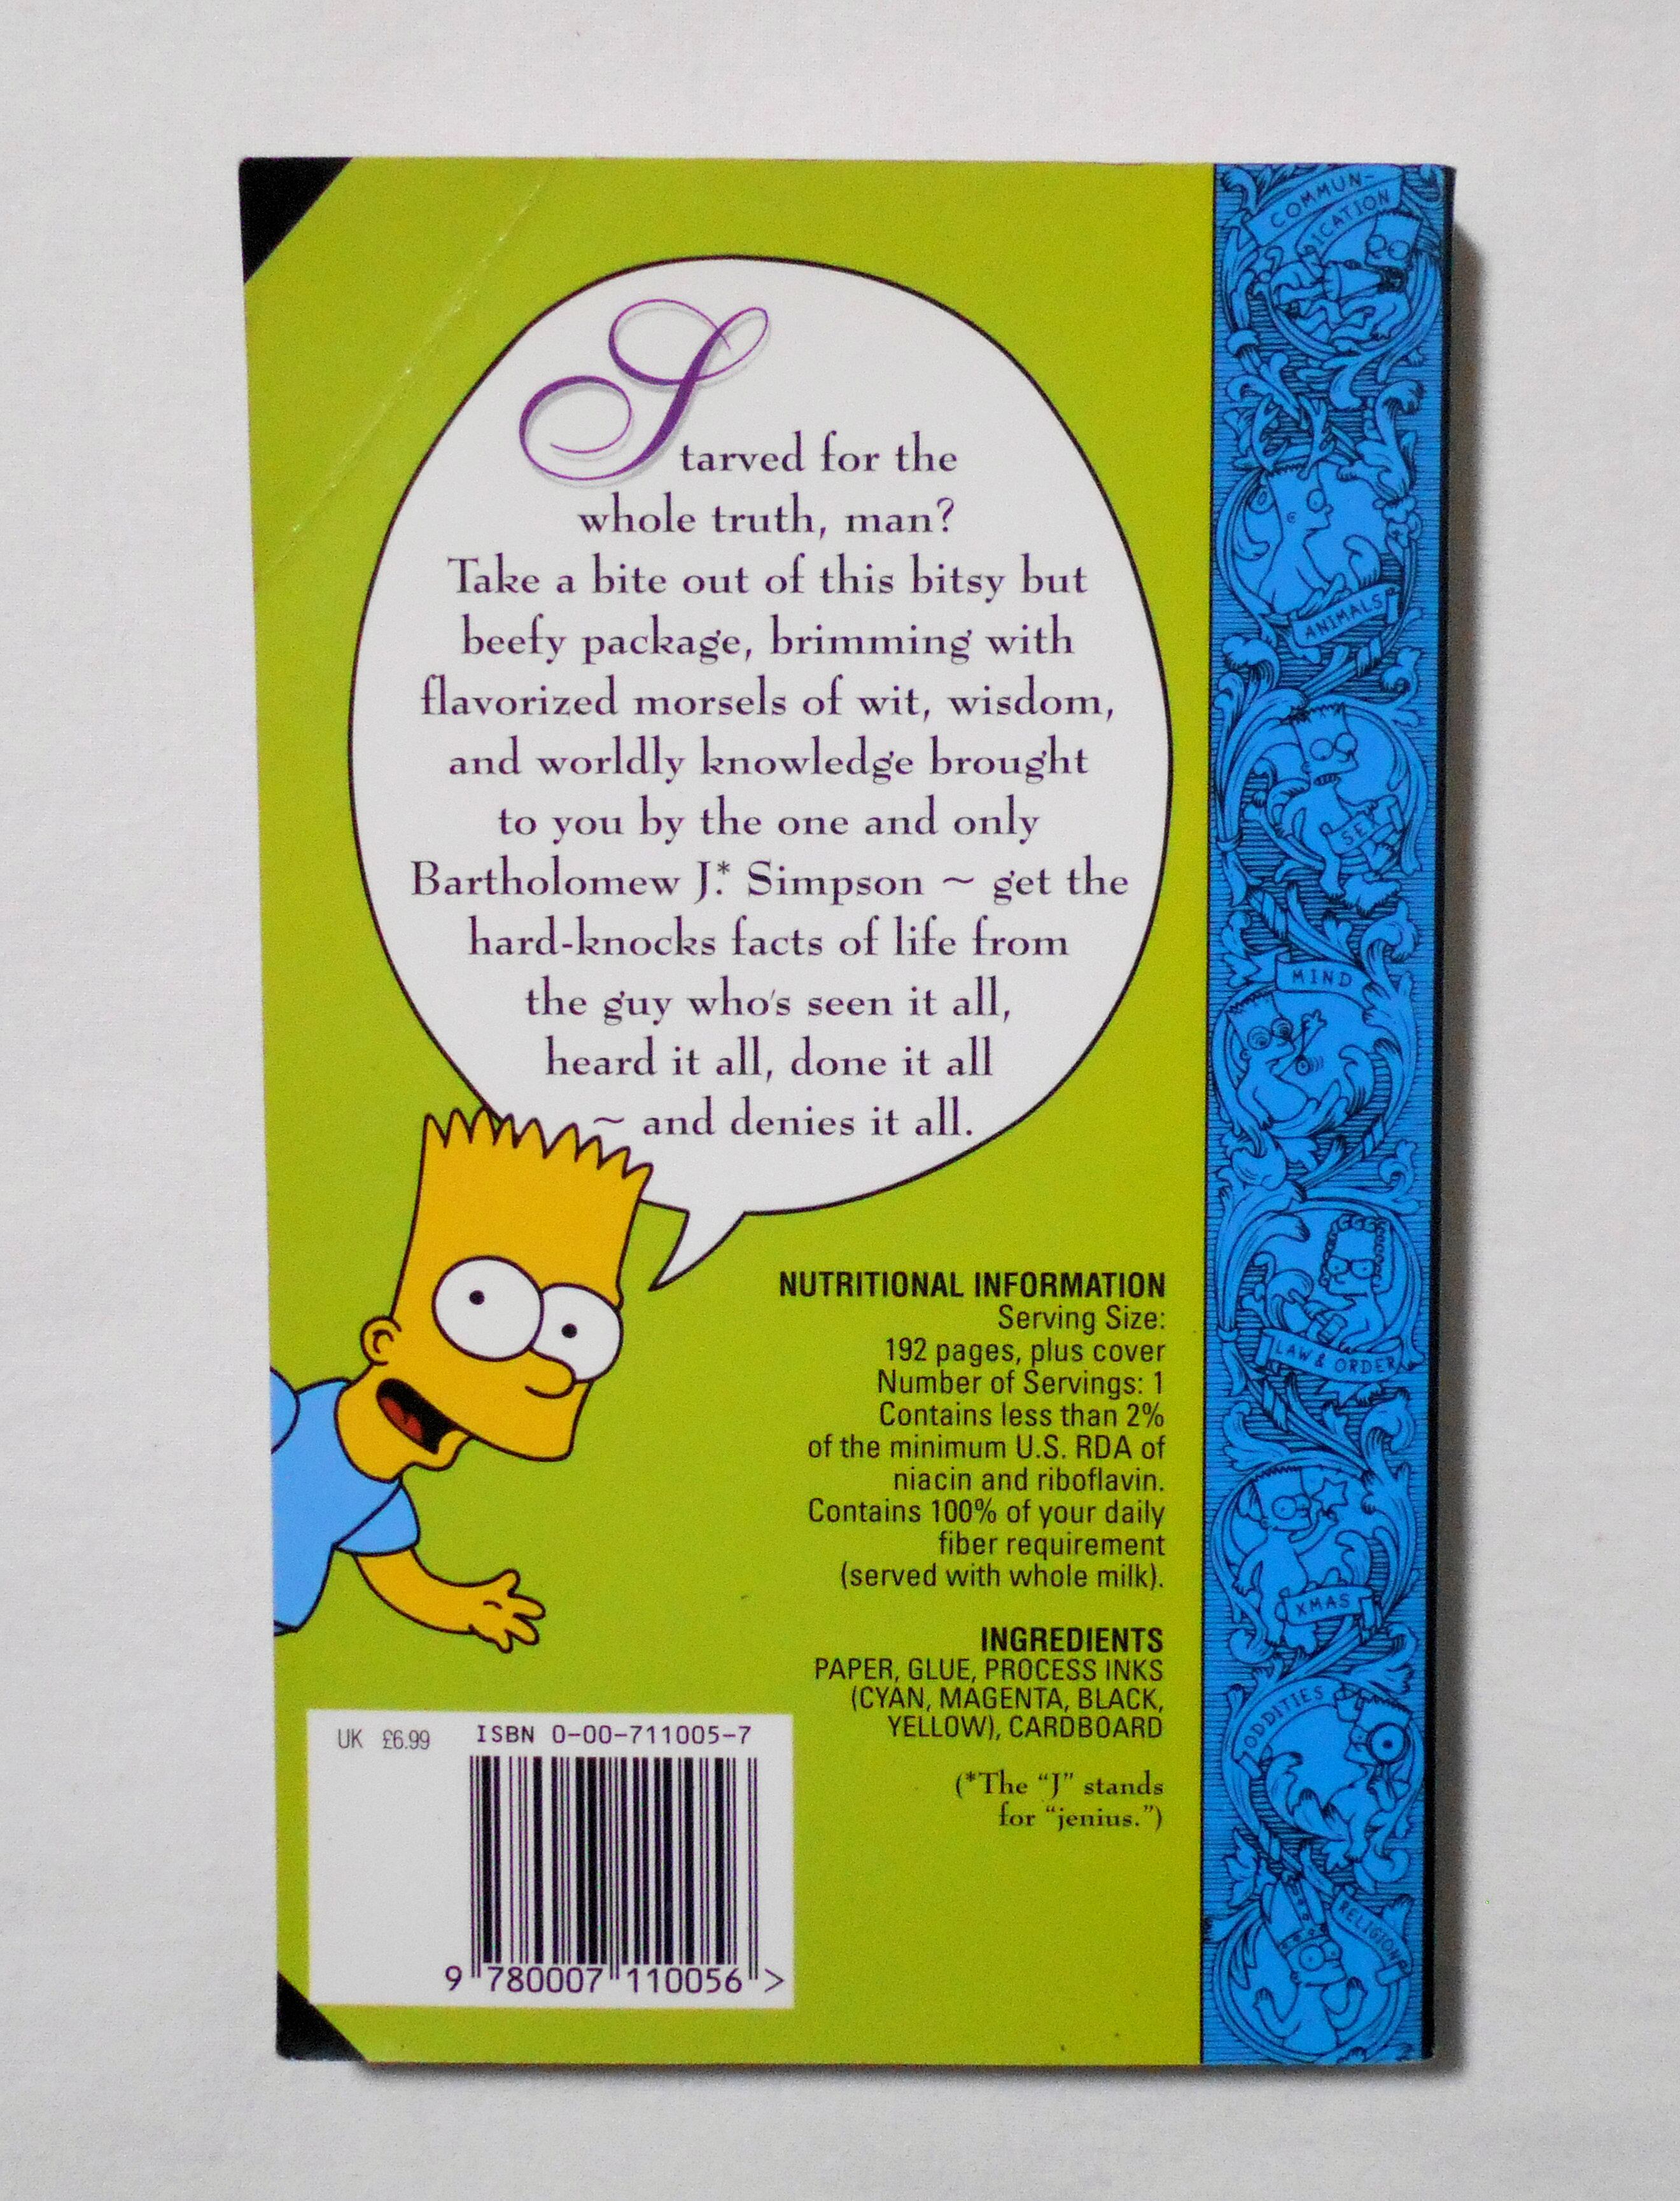 Starved for the
whole truth, man?
Take a bite out of this bitsy but
beefy package, brimming with
flavorized morsels of wit, wisdom,
and worldly knowledge brought
to you by the one and only
Bartholomew J.* Simpson ~ get the
hard-knocks facts of life from
the guy who's seen it all,
heard it all, done it all
~ and denies it all.
NUTRITIONAL INFORMATION
Serving Size:
192 pages, plus cover
Number of Servings: 1
Contains less than 2%
of the minimum U.S. RDA of
niacin and riboflavin.
Contains 100% of your daily
fiber requirement
(served with whole milk).
INGREDIENTS
PAPER, GLUE, PROCESS INKS
(CYAN, MAGENTA, BLACK,
YELLOW), CARDBOARD
(*The “J” stands
for “jenius.”)
UK £6.99
ISBN 0-00-711005-7
9 780007 110056 >
COMMUN-
ICATION
ANIMALS
SEX
MIND
LAW & ORDER
XMAS
ODDITIES
RELIGION